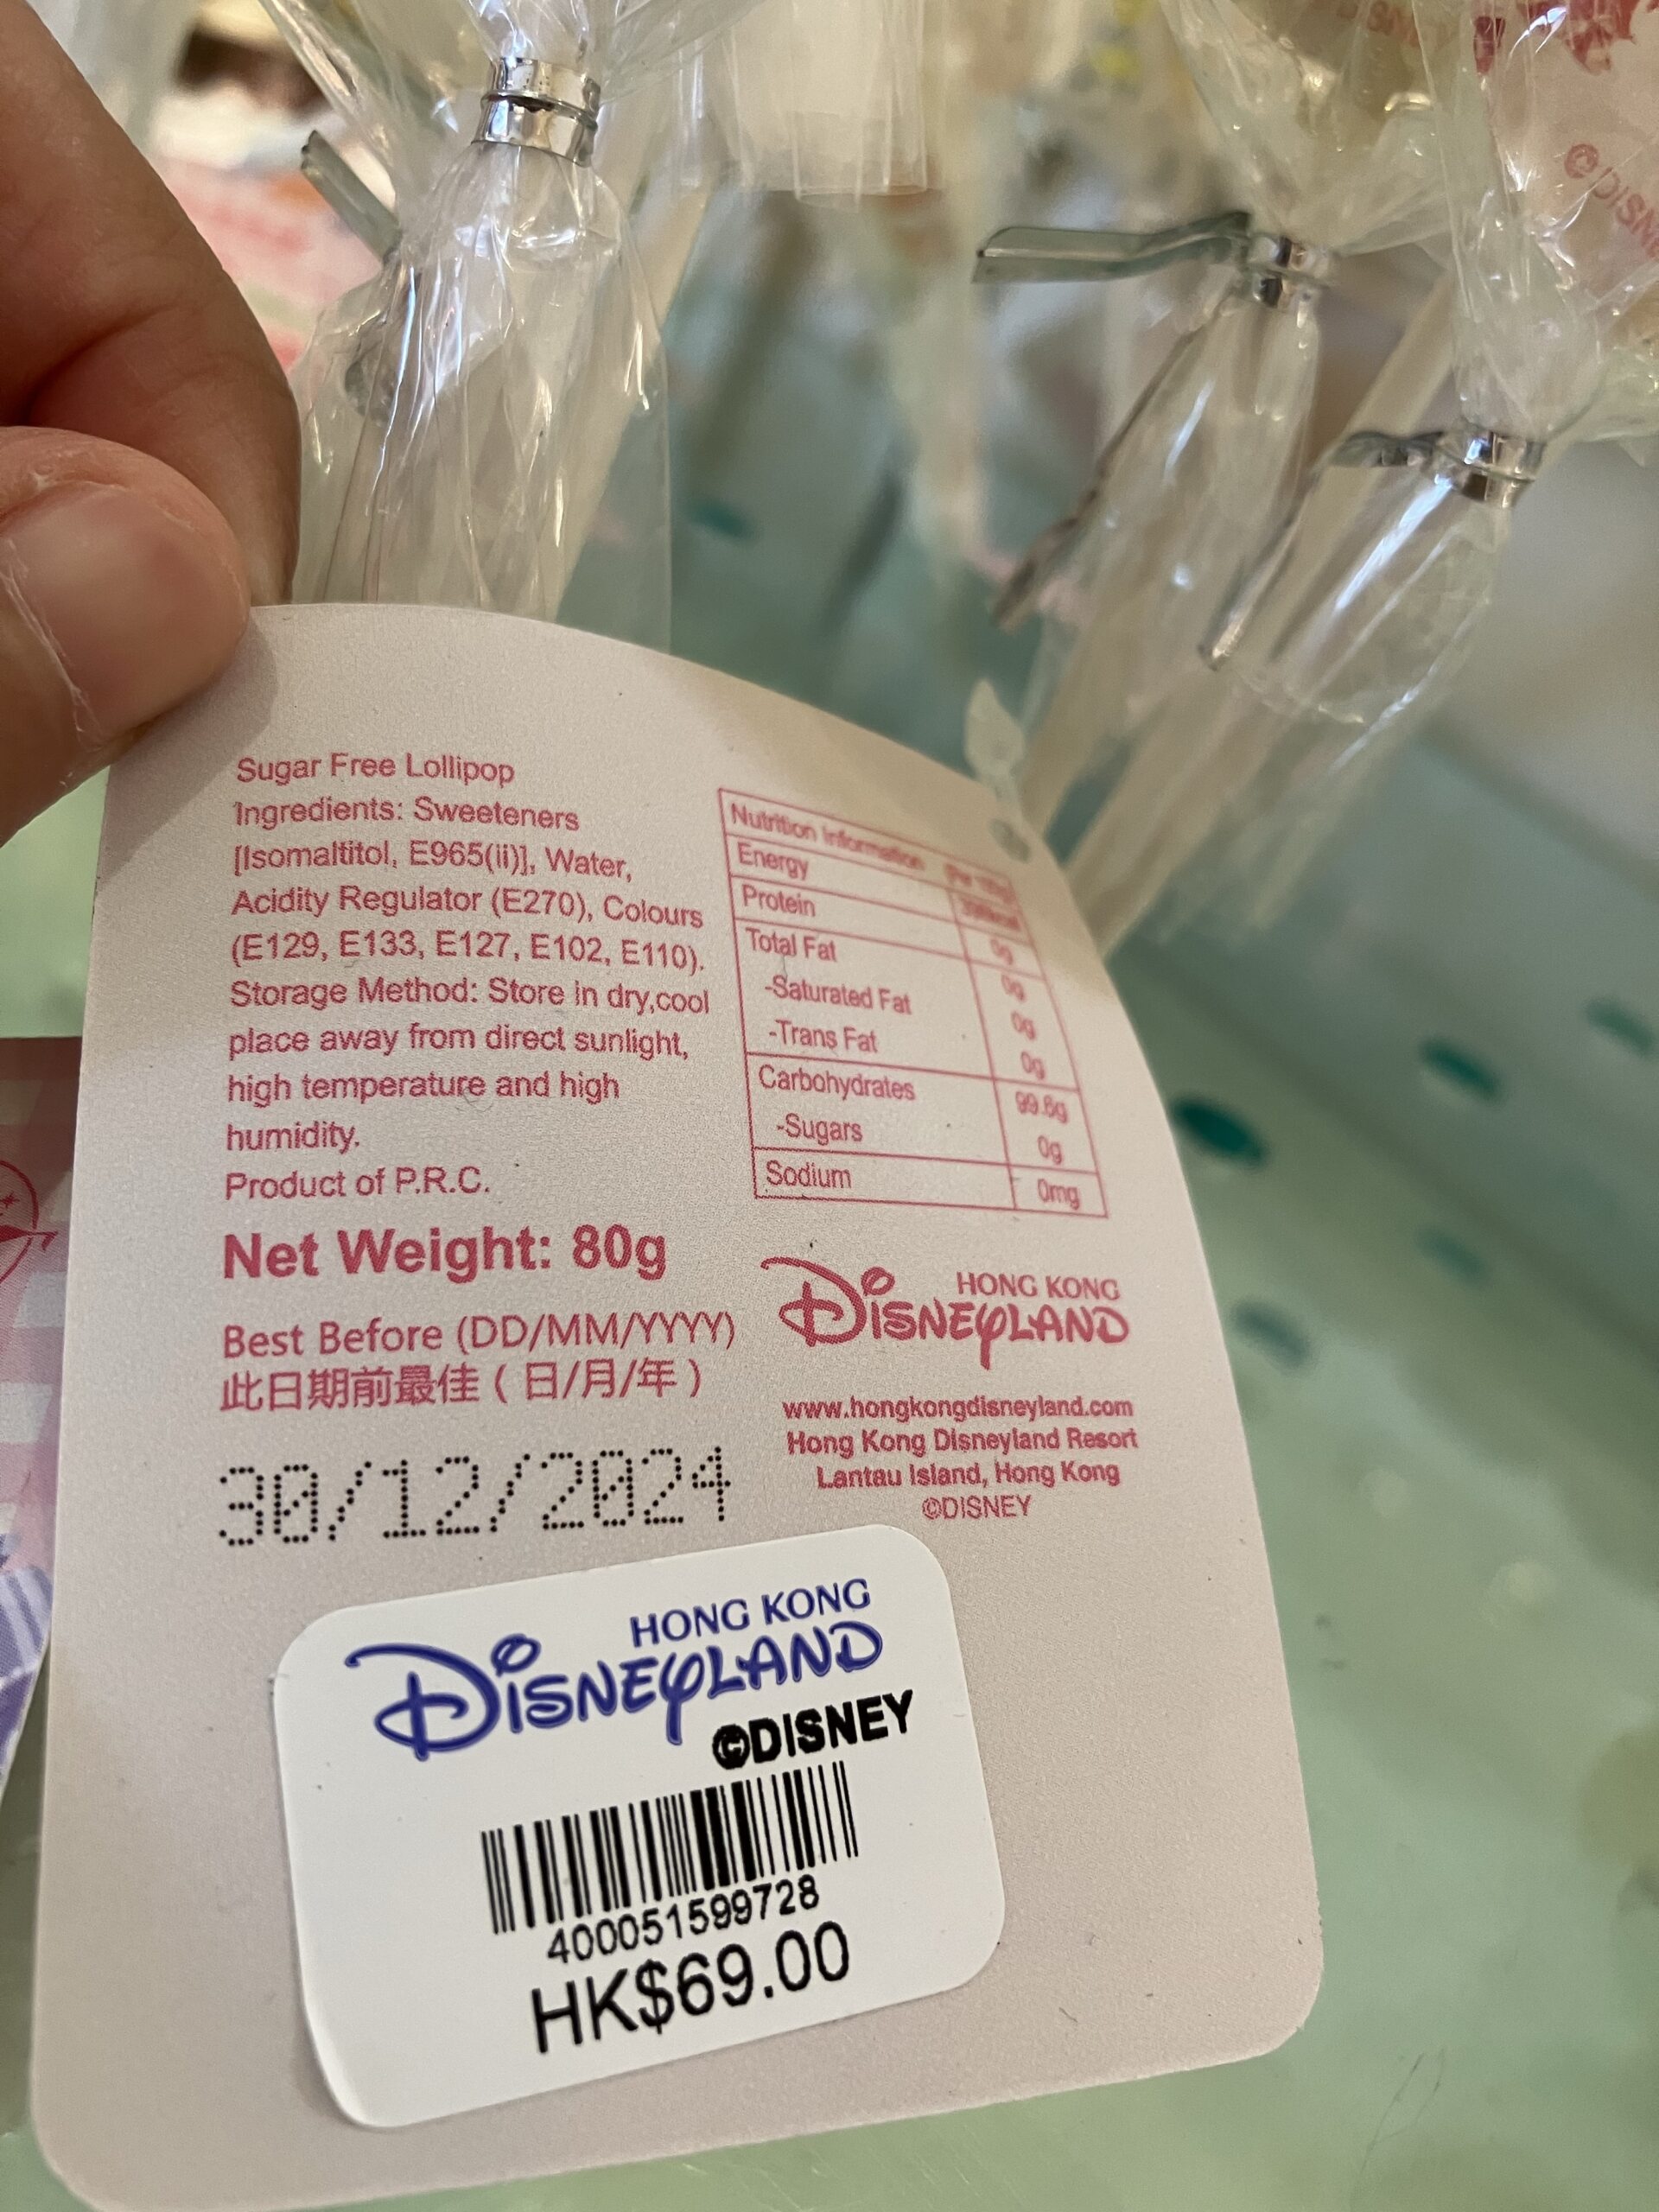 Sugar Free Lollipop
Ingredients: Sweeteners
[Isomaltitol, E965(ii)], Water,
Acidity Regulator (E270), Colours
(E129, E133, E127, E102, E110).
Storage Method: Store in dry,cool
place away from direct sunlight,
high temperature and high
humidity.
Product of P.R.C.
Net Weight: 80g
Best Before (DD/MM/YYYY)
此日期前最佳（日/月/年）
30/12/2024
Nutrition Information
Energy
Protein 0g
Total Fat 0g
-Saturated Fat 0g
-Trans Fat 0g
Carbohydrates 99.8g
-Sugars 0g
Sodium 0mg
HONG KONG
DISNEYLAND
www.hongkongdisneyland.com
Hong Kong Disneyland Resort
Lantau Island, Hong Kong
©DISNEY
HONG KONG
DISNEYLAND
©DISNEY
400051599728
HK$69.00